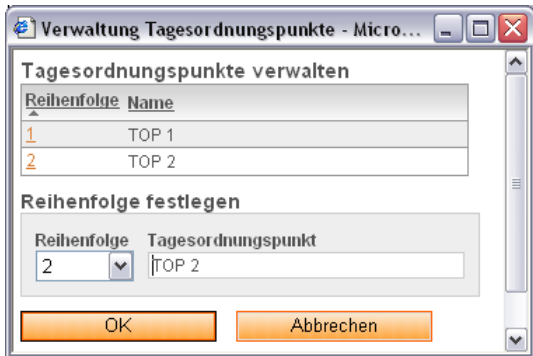 Verwaltung Tagesordnungspunkte - Micro...
Tagesordnungspunkte verwalten
Reihenfolge Name
1 TOP 1
2 TOP 2
Reihenfolge festlegen
Reihenfolge Tagesordnungspunkt
2 TOP 2
OK Abbrechen